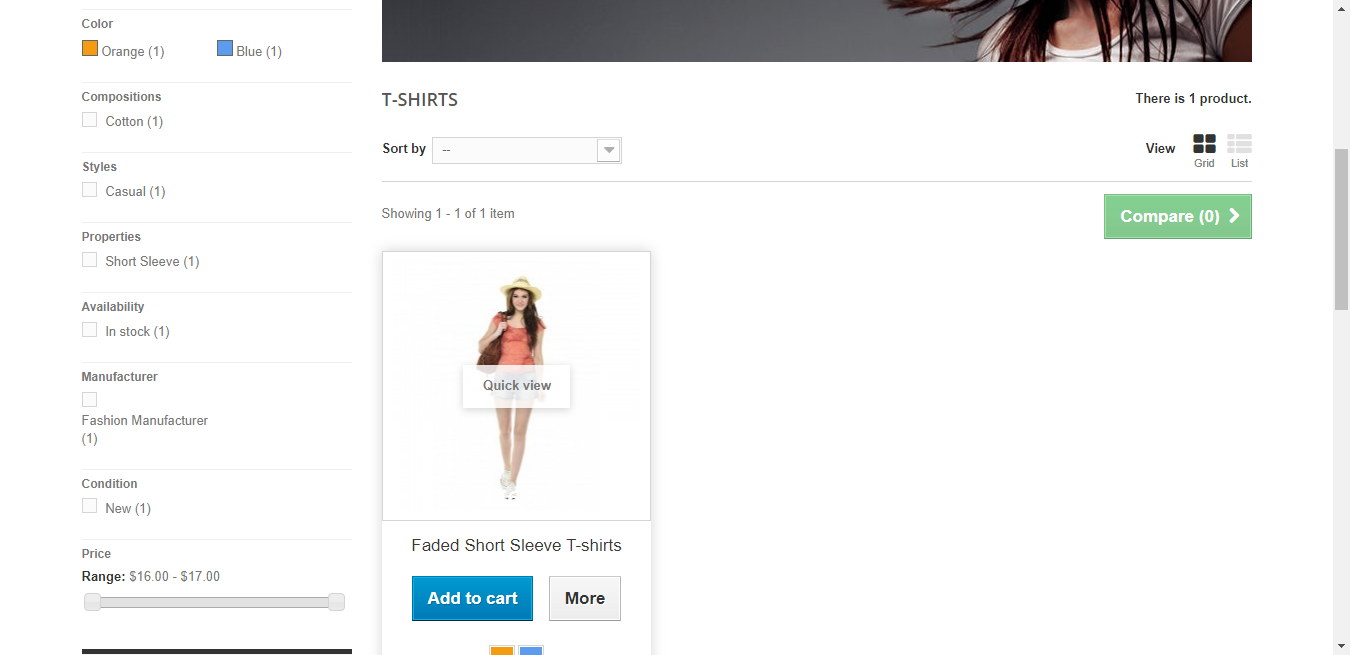 Color
Orange (1)
Blue (1)
Compositions
Cotton (1)
Styles
Casual (1)
Properties
Short Sleeve (1)
Availability
In stock (1)
Manufacturer
Fashion Manufacturer
(1)
Condition
New (1)
Price
Range: $16.00 - $17.00
T-SHIRTS
There is 1 product.
Sort by
--
View
Grid
List
Showing 1 - 1 of 1 item
Compare (0)
Quick view
Faded Short Sleeve T-shirts
Add to cart
More